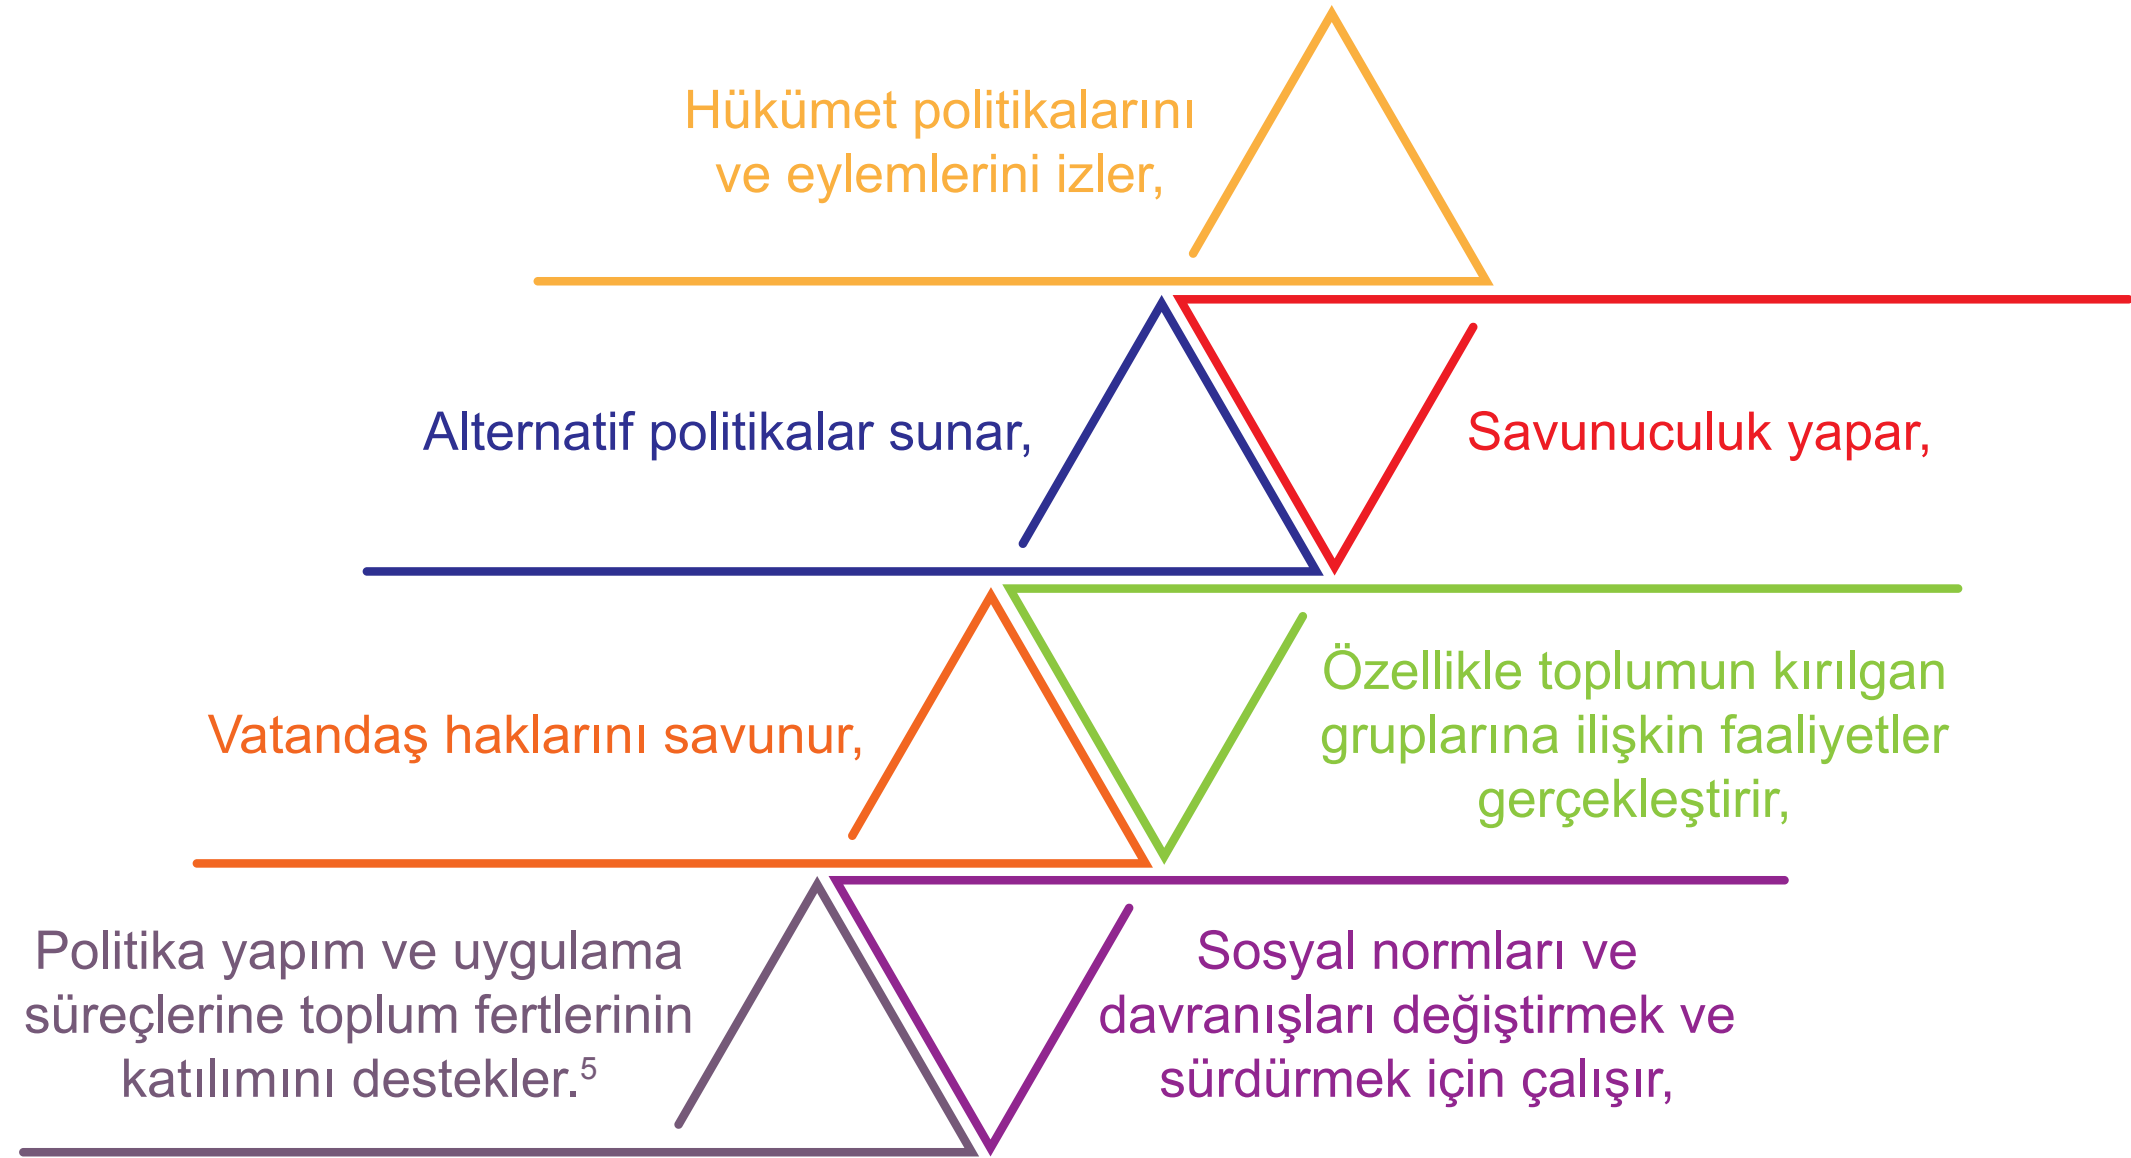 Hükümet politikalarını
ve eylemlerini izler,
Alternatif politikalar sunar,
Savunuculuk yapar,
Vatandaş haklarını savunur,
Özellikle toplumun kırılgan
gruplarına ilişkin faaliyetler
gerçekleştirir,
Politika yapım ve uygulama
süreçlerine toplum fertlerinin
katılımını destekler.⁵
Sosyal normları ve
davranışları değiştirmek ve
sürdürmek için çalışır,